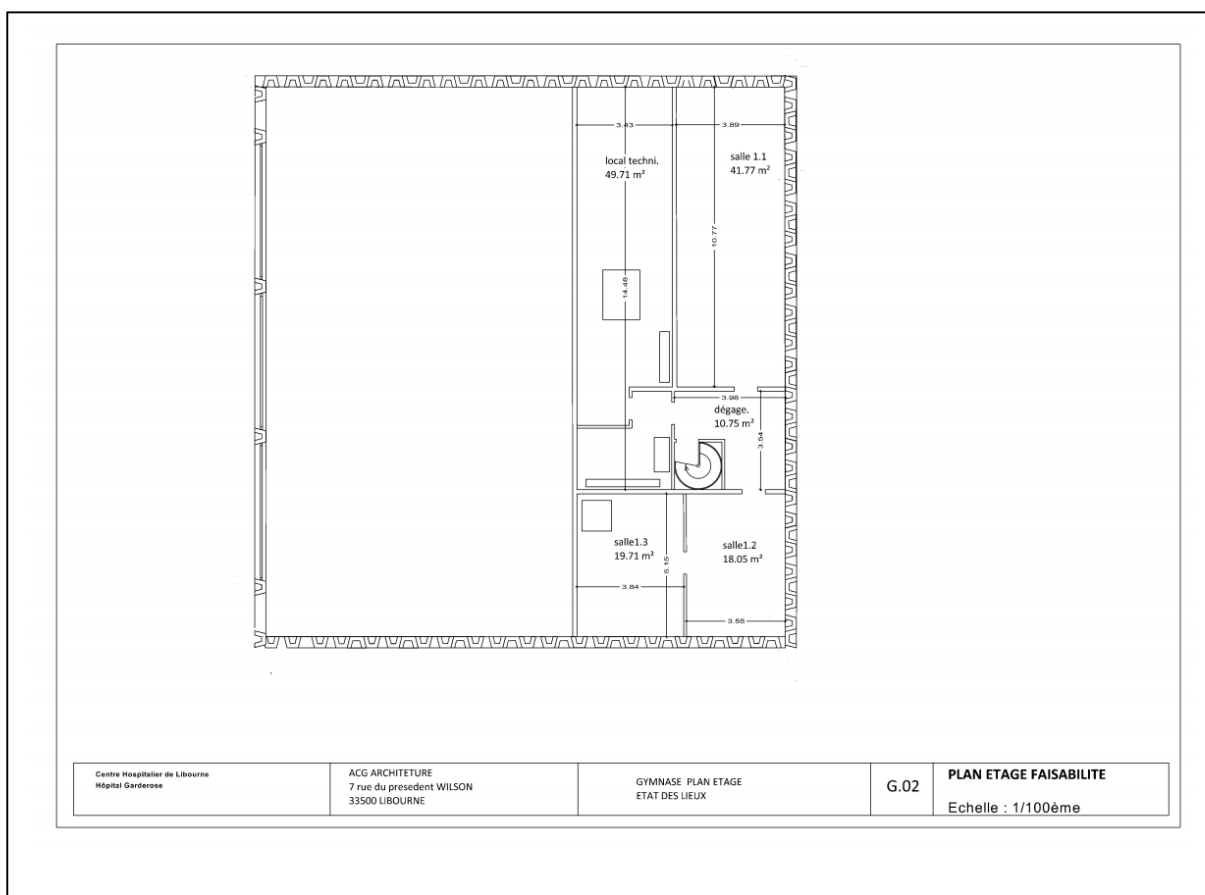 3.43
3.89
local techni.
49.71 m²
salle 1.1
41.77 m²
10.77
14.48
3.98
dégage.
10.75 m²
3.54
salle1.3
19.71 m²
salle1.2
18.05 m²
5.15
3.84
3.55
Centre Hospitalier de Libourne
Hôpital Garderose
ACG ARCHITETURE
7 rue du presedent WILSON
33500 LIBOURNE
GYMNASE PLAN ETAGE
ETAT DES LIEUX
G.02
PLAN ETAGE FAISABILITE
Echelle : 1/100ème